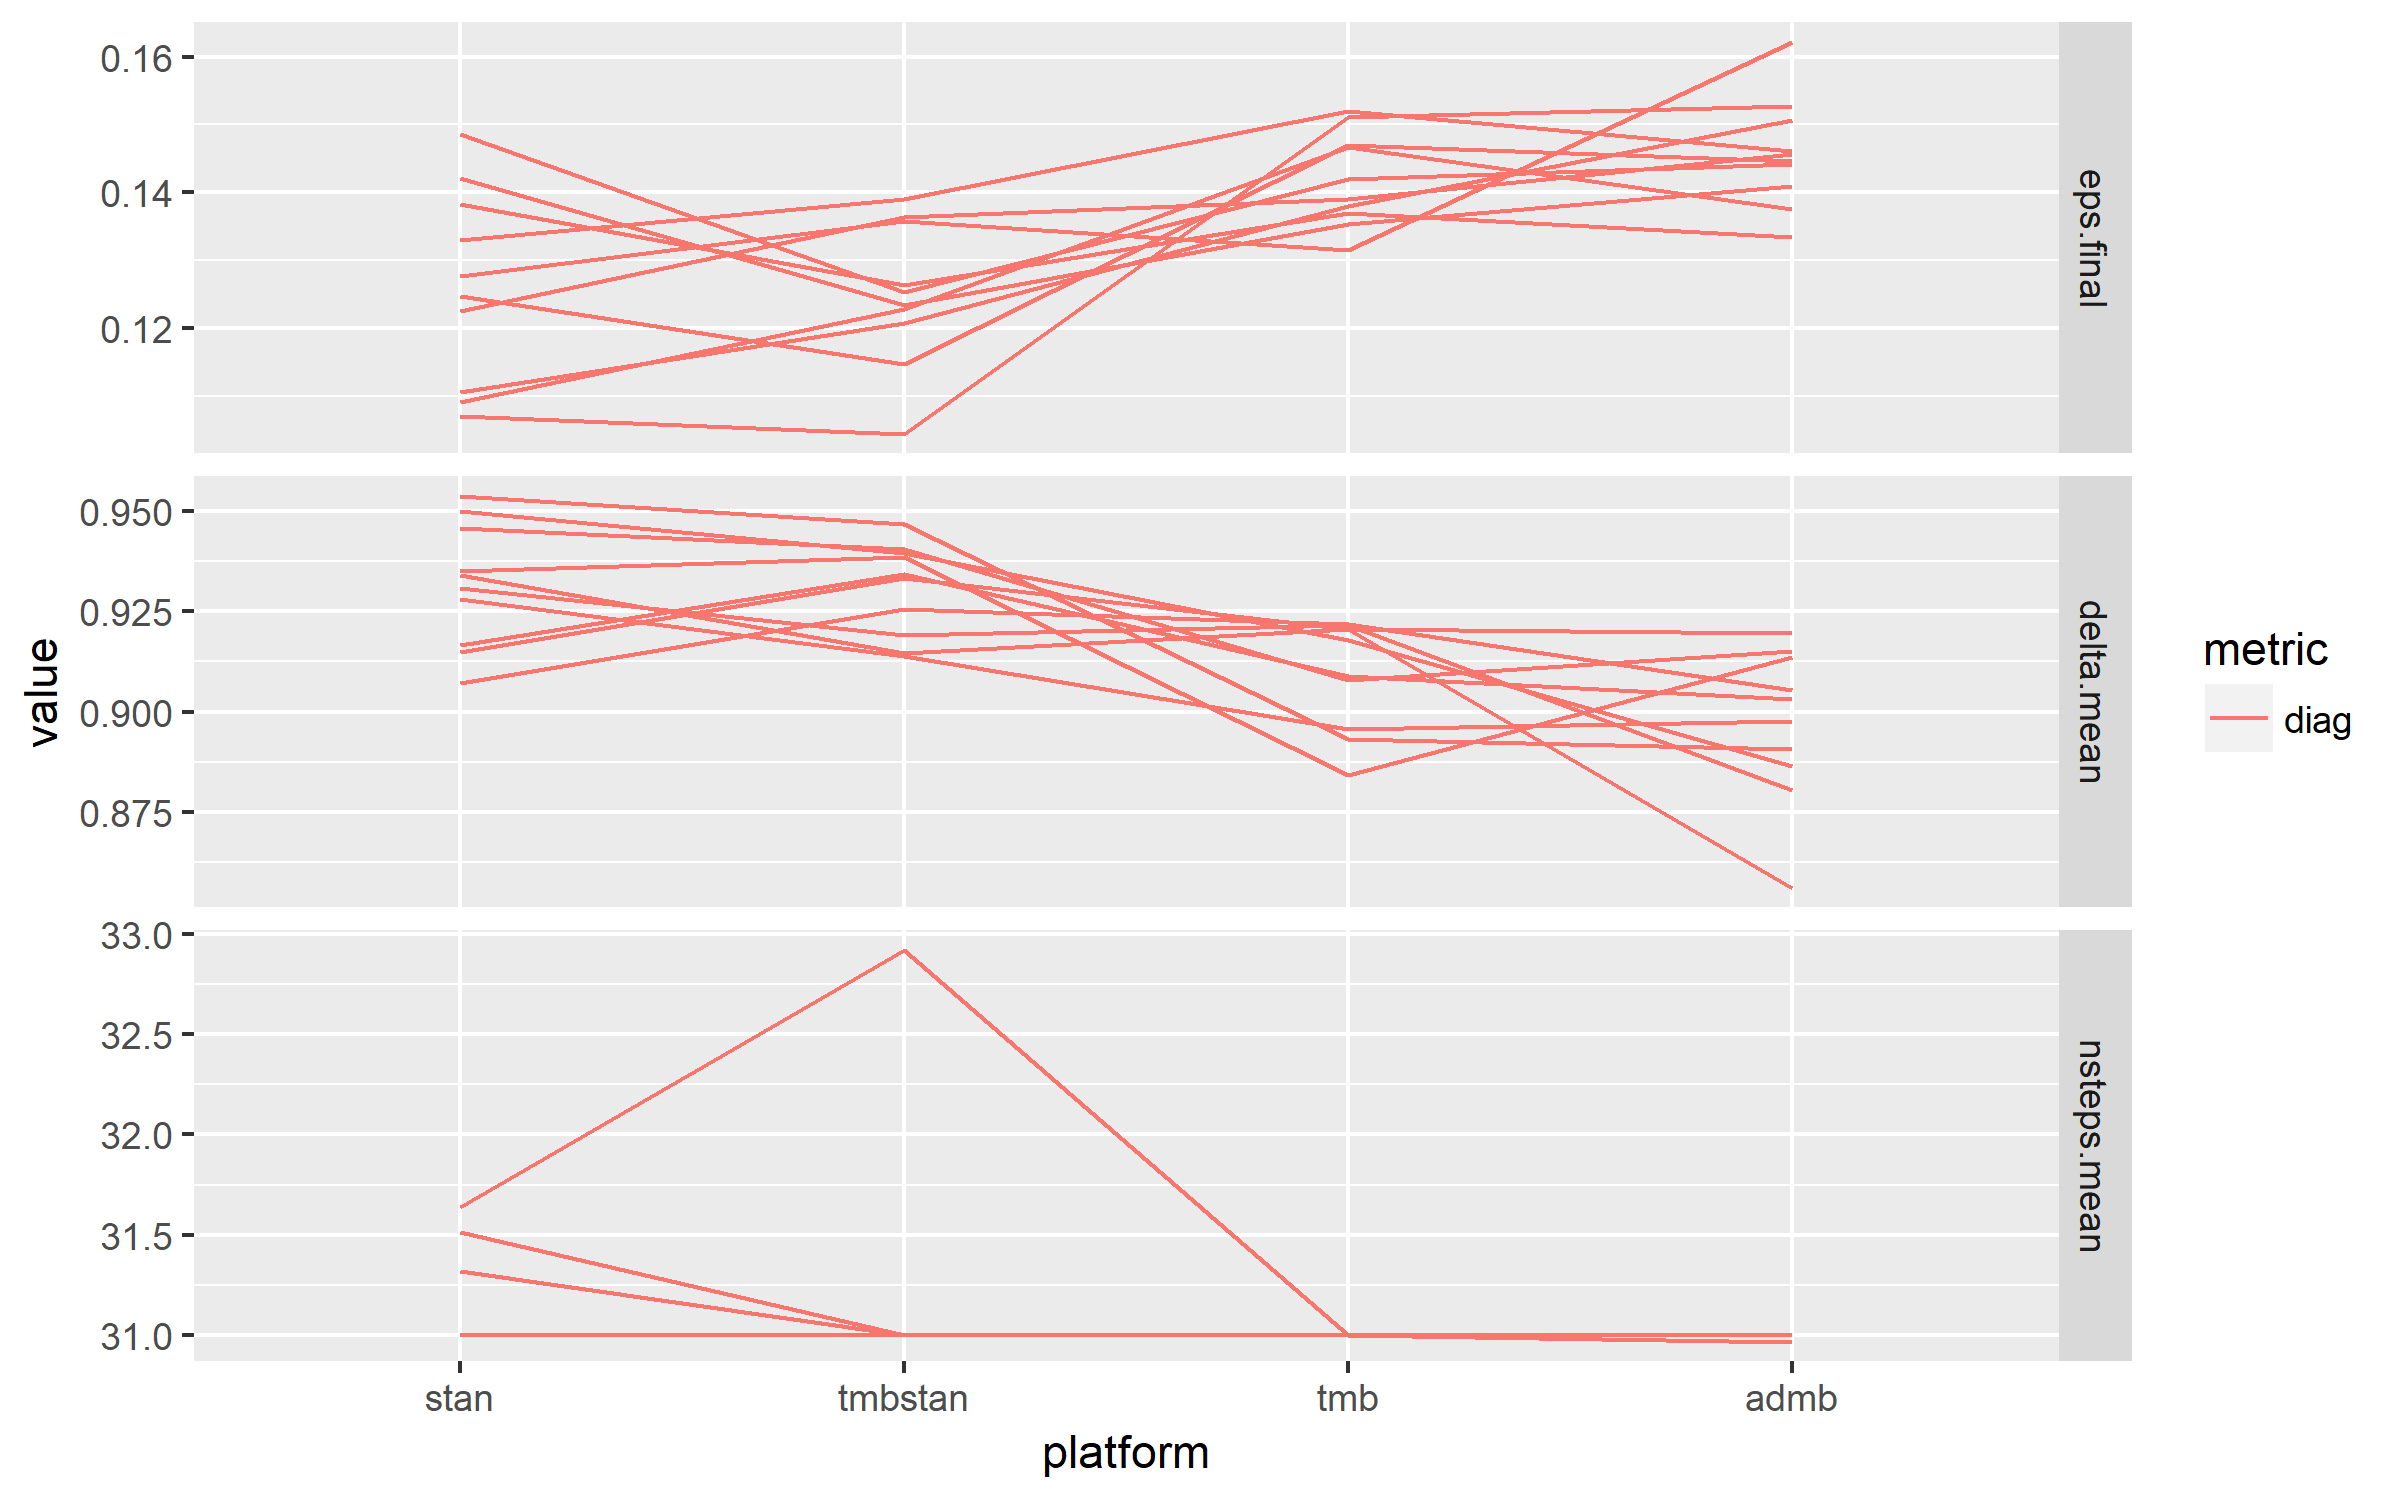 0.16
0.14
0.12
eps.final
0.950
0.925
0.900
0.875
delta.mean
33.0
32.5
32.0
31.5
31.0
nsteps.mean
value
stan
tmbstan
tmb
admb
platform
metric
diag